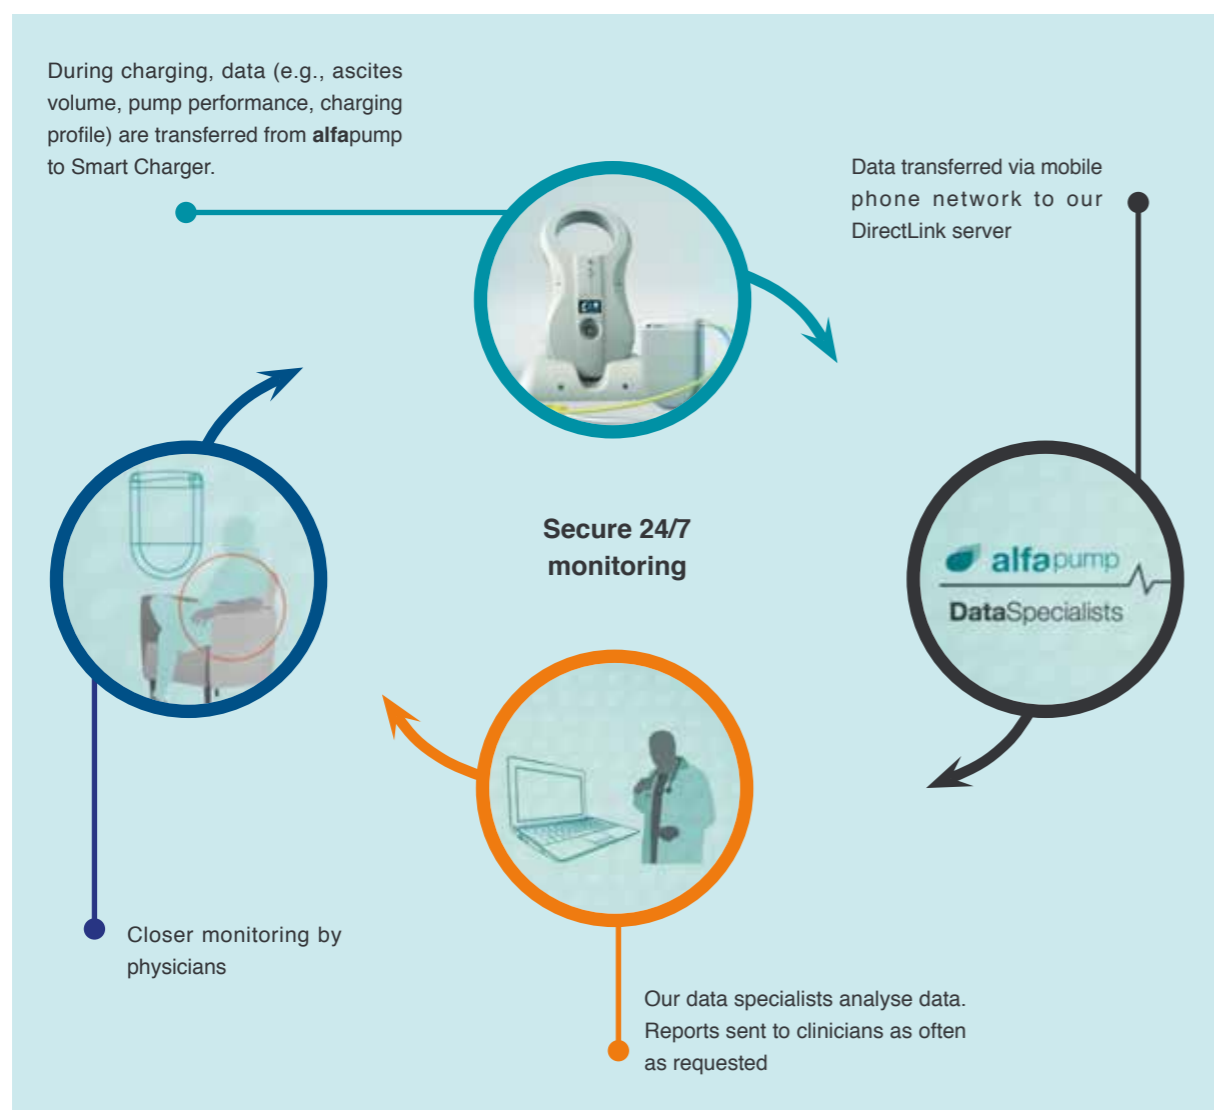 During charging, data (e.g., ascites
volume, pump performance, charging
profile) are transferred from alfapump
to Smart Charger.
Data transferred via mobile
phone network to our
DirectLink server
Secure 24/7
monitoring
alfapump
DataSpecialists
Closer monitoring by
physicians
Our data specialists analyse data.
Reports sent to clinicians as often
as requested